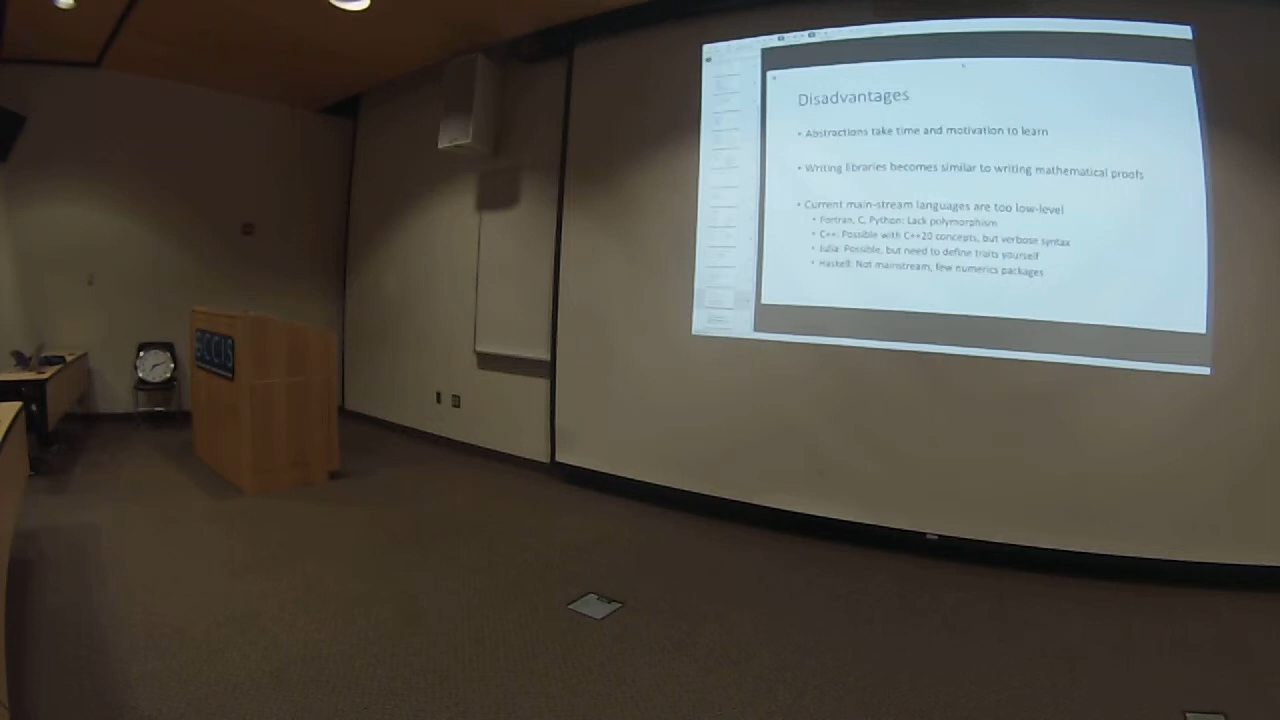 CCIS
Disadvantages
• Abstractions take time and motivation to learn
• Writing libraries becomes similar to writing mathematical proofs
• Current main-stream languages are too low-level
• Fortran, C, Python: Lack polymorphism
• C++: Possible with C++20 concepts, but verbose syntax
• Julia: Possible, but need to define traits yourself
• Haskell: Not mainstream, few numerics packages